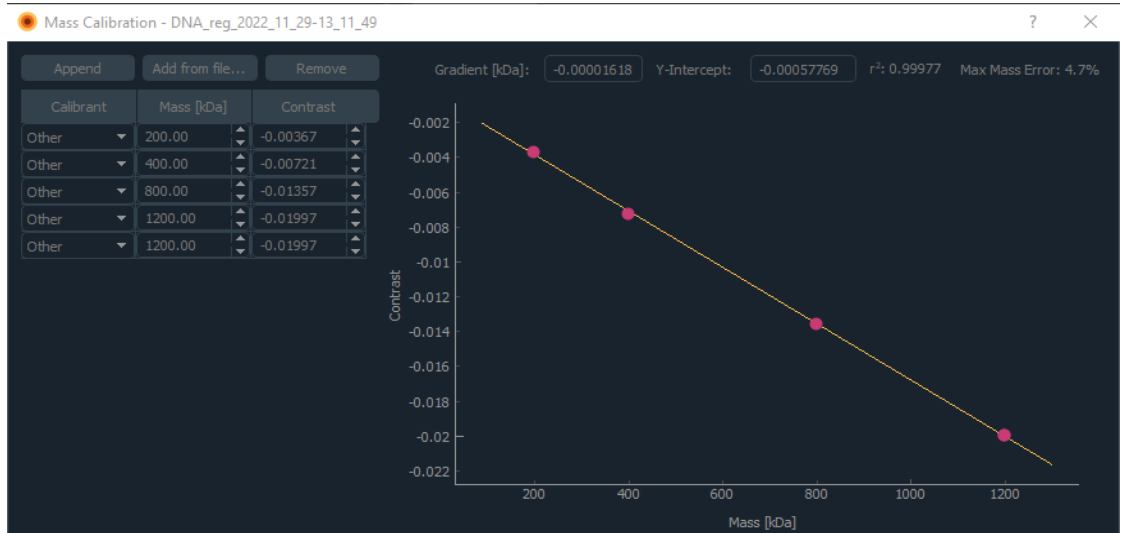 Mass Calibration - DNA_reg_2022_11_29-13_11_49 ? ×
Append Add from file... Remove
Gradient [kDa]: -0.00001618 Y-Intercept: -0.00057769 r²: 0.99977 Max Mass Error: 4.7%
Calibrant Mass [kDa] Contrast
Other 200.00 -0.00367
Other 400.00 -0.00721
Other 800.00 -0.01357
Other 1200.00 -0.01997
Other 1200.00 -0.01997
-0.002
-0.004
-0.006
-0.008
-0.01
-0.012
-0.014
-0.016
-0.018
-0.02
-0.022
Contrast
200 400 600 800 1000 1200
Mass [kDa]